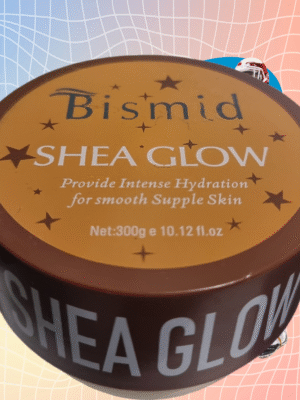 Bismid
SHEA GLOW
Provide Intense Hydration
for smooth Supple Skin
Net:300g e 10.12 fl.oz
SHEA GLOW